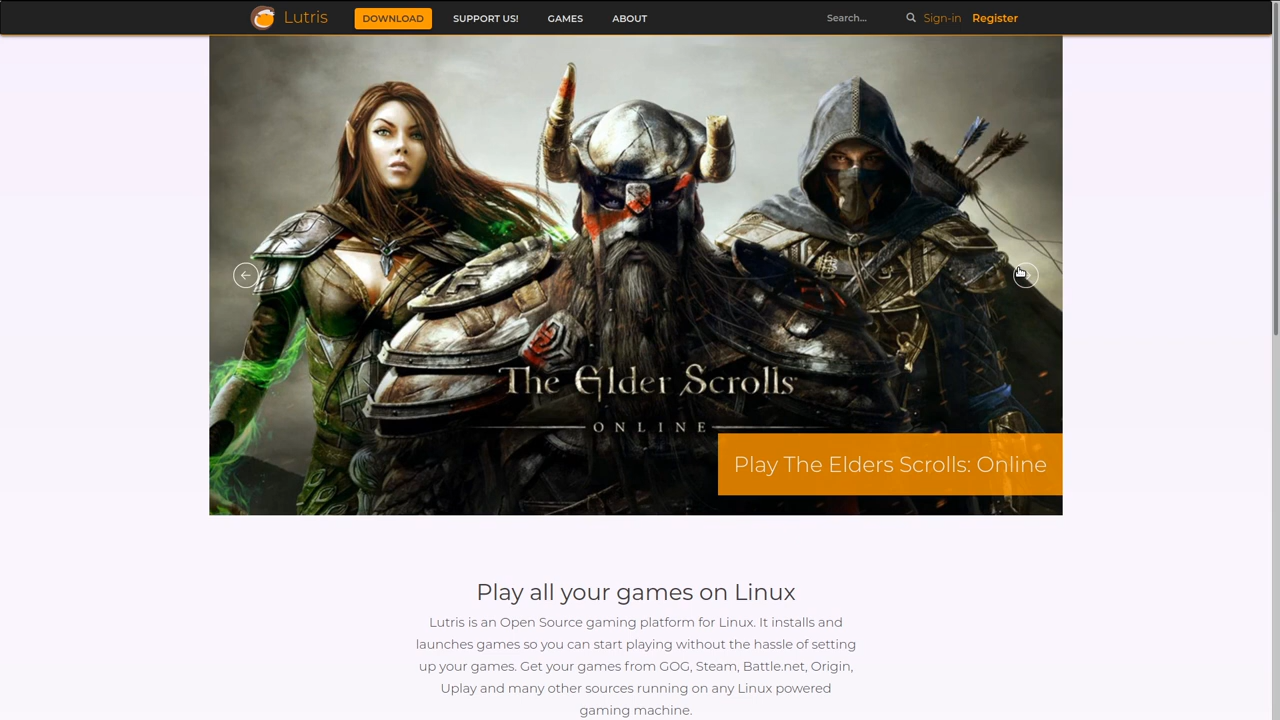 Lutris
DOWNLOAD
SUPPORT US!
GAMES
ABOUT
Search...
Sign-in
Register
The Elder Scrolls
ONLINE
Play The Elders Scrolls: Online
Play all your games on Linux
Lutris is an Open Source gaming platform for Linux. It installs and
launches games so you can start playing without the hassle of setting
up your games. Get your games from GOG, Steam, Battle.net, Origin,
Uplay and many other sources running on any Linux powered
gaming machine.